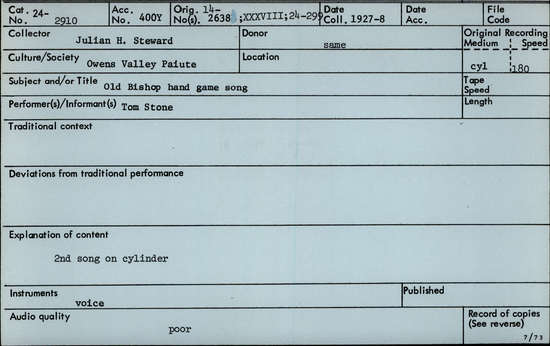 Cat. 24- Acc. Orig. 14- Date Date File
No. 2910 No. 400Y No(s). 2638 ;XXXVIII;24-299 Coll. 1927-8 Acc. Code
Collector Julian H. Steward Donor same Original Recording
Medium Speed
Culture/Society Owens Valley Paiute Location cyl 180
Subject and/or Title Old Bishop hand game song Tape
Speed
Performer(s)/Informant(s) Tom Stone Length
Traditional context
Deviations from traditional performance
Explanation of content
2nd song on cylinder
Instruments voice Published
Audio quality poor Record of copies
(See reverse)
7/73